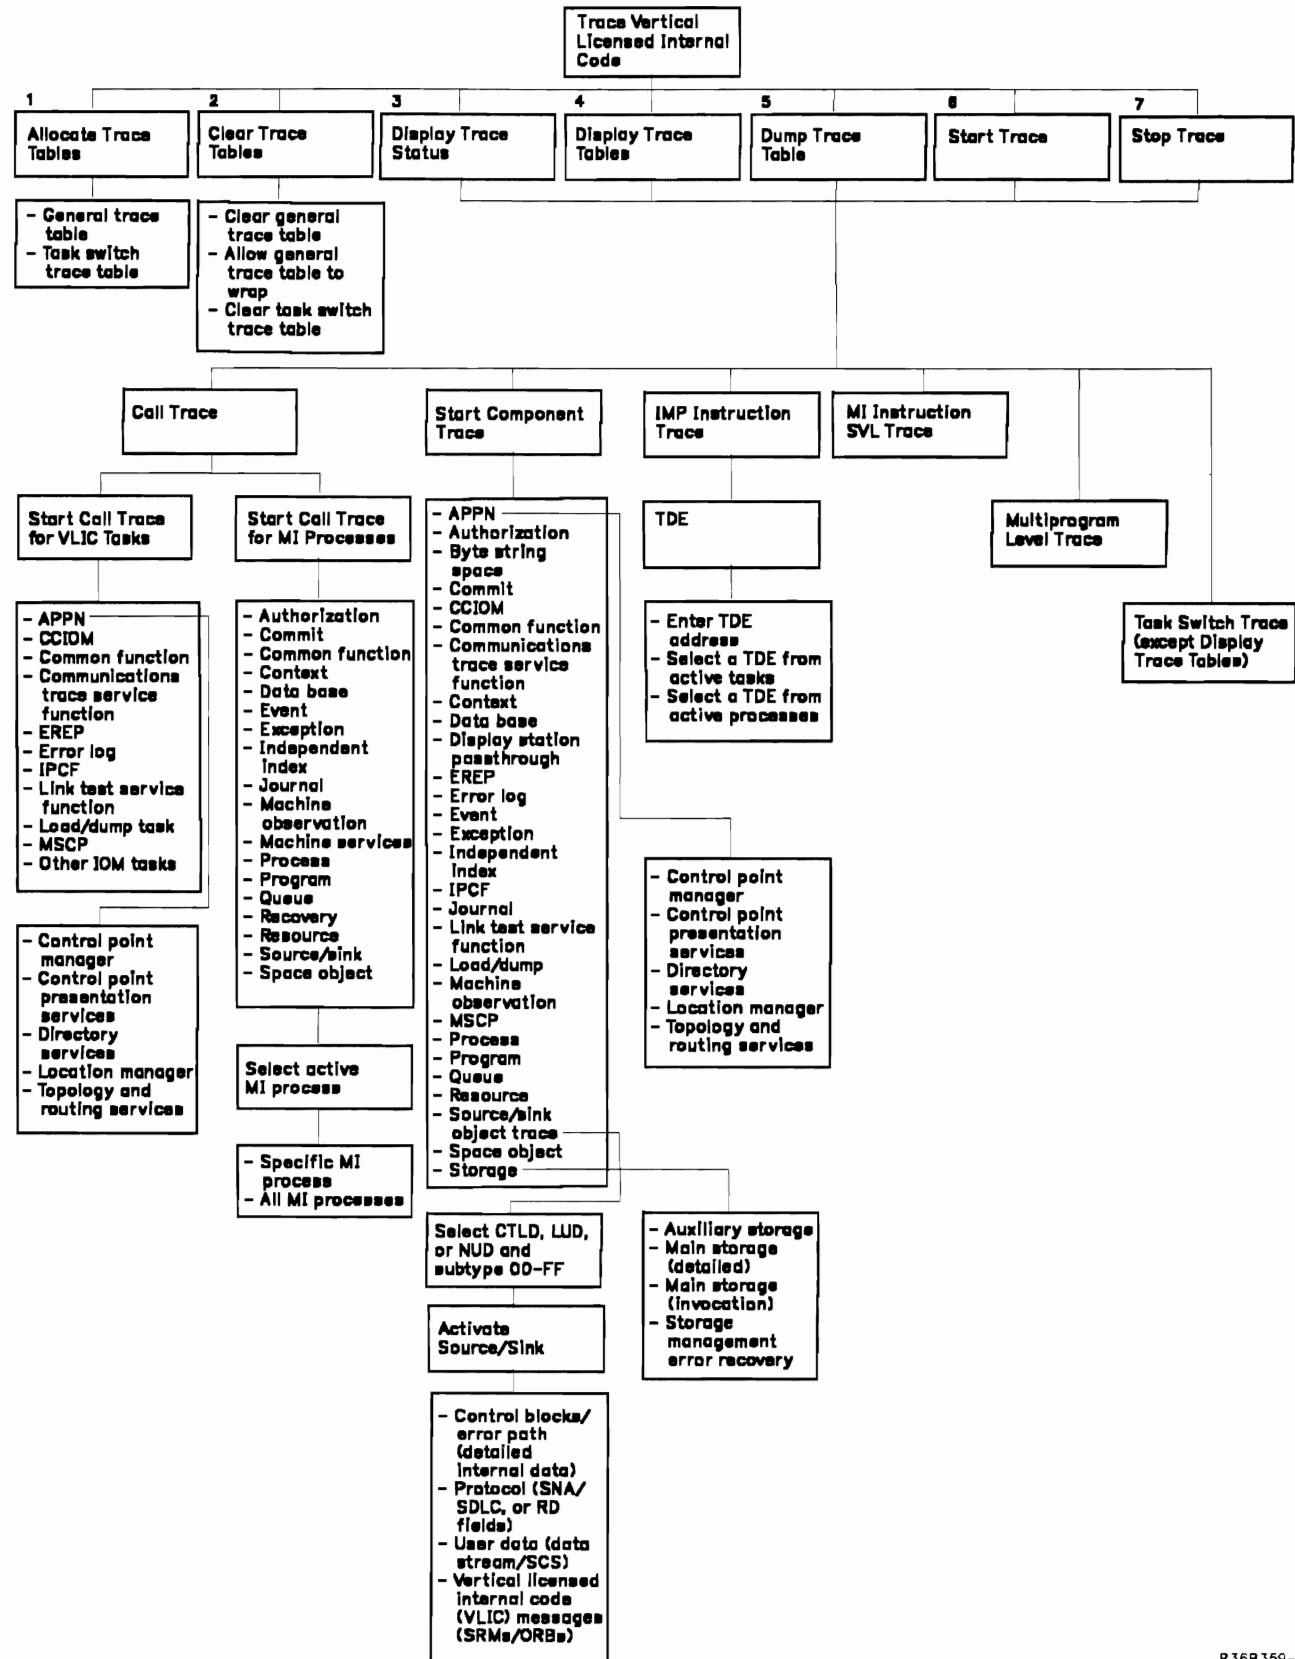 Trace Vertical
Licensed Internal
Code
1
2
3
4
5
6
7
Allocate Trace
Tables
Clear Trace
Tables
Display Trace
Status
Display Trace
Tables
Dump Trace
Table
Start Trace
Stop Trace
- General trace
table
- Task switch
trace table
- Clear general
trace table
- Allow general
trace table to
wrap
- Clear task switch
trace table
Call Trace
Start Component
Trace
IMP Instruction
Trace
MI Instruction
SVL Trace
Start Call Trace
for VLIC Tasks
Start Call Trace
for MI Processes
TDE
Multiprogram
Level Trace
Task Switch Trace
(except Display
Trace Tables)
- APPN
- CCIOM
- Common function
- Communications
trace service
function
- EREP
- Error log
- IPCF
- Link test service
function
- Load/dump task
- MSCP
- Other IOM tasks
- Control point
manager
- Control point
presentation
services
- Directory
services
- Location manager
- Topology and
routing services
- Authorization
- Commit
- Common function
- Context
- Data base
- Event
- Exception
- Independent
Index
- Journal
- Machine
observation
- Machine services
- Process
- Program
- Queue
- Recovery
- Resource
- Source/sink
- Space object
Select active
MI process
- Specific MI
process
- All MI processes
- APPN
- Authorization
- Byte string
space
- Commit
- CCIOM
- Common function
- Communications
trace service
function
- Context
- Data base
- Display station
passthrough
- EREP
- Error log
- Event
- Exception
- Independent
Index
- IPCF
- Journal
- Link test service
function
- Load/dump
- Machine
observation
- MSCP
- Process
- Program
- Queue
- Resource
- Source/sink
object trace
- Space object
- Storage
Select CTLD, LUD,
or NUD and
subtype 00-FF
Activate
Source/Sink
- Control blocks/
error path
(detailed
internal data)
- Protocol (SNA/
SDLC, or RD
fields)
- User data (data
stream/SCS)
- Vertical licensed
internal code
(VLIC) messages
(SRMs/ORBs)
- Enter TDE
address
- Select a TDE from
active tasks
- Select a TDE from
active processes
- Control point
manager
- Control point
presentation
services
- Directory
services
- Location manager
- Topology and
routing services
- Auxiliary storage
- Main storage
(detailed)
- Main storage
(invocation)
- Storage
management
error recovery